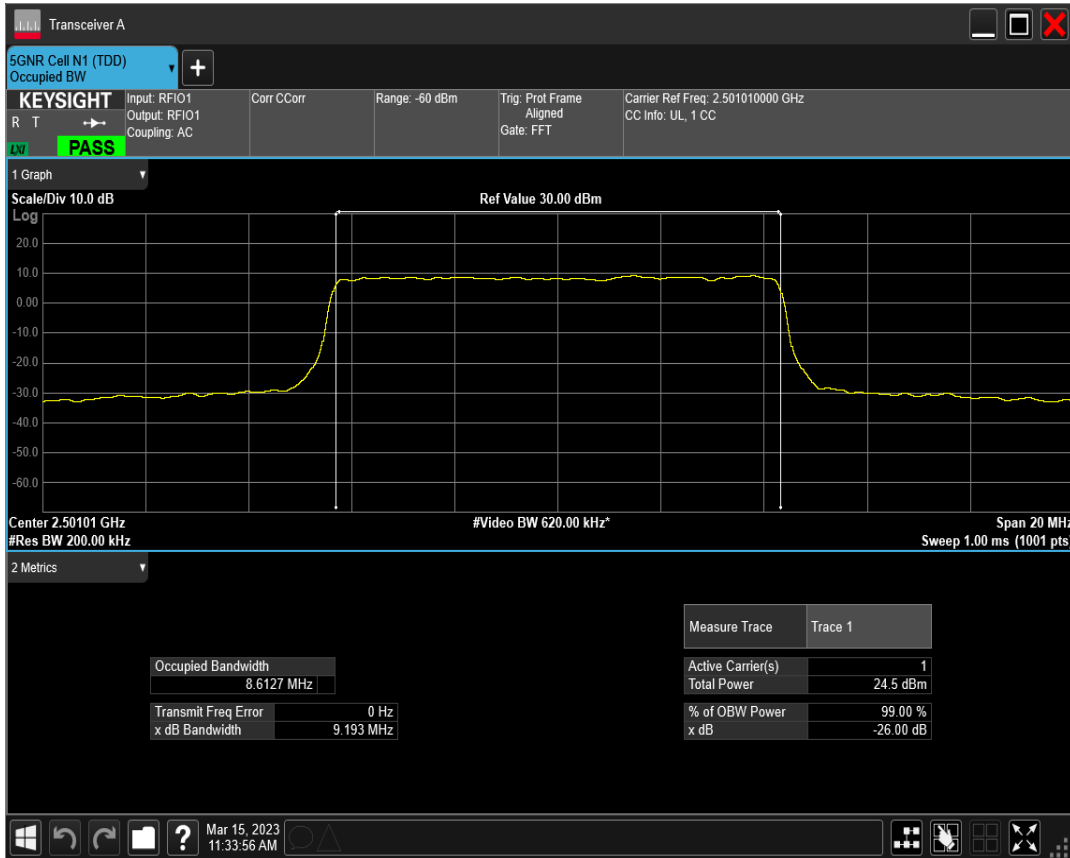 Transceiver A
5GNR Cell N1 (TDD)
Occupied BW
+
KEYSIGHT
R T
LXI
PASS
Input: RFIO1
Output: RFIO1
Coupling: AC
Corr CCorr
Range: -60 dBm
Trig: Prot Frame
Aligned
Gate: FFT
Carrier Ref Freq: 2.501010000 GHz
CC Info: UL, 1 CC
1 Graph
Scale/Div 10.0 dB
Ref Value 30.00 dBm
Log
20.0
10.0
0.00
-10.0
-20.0
-30.0
-40.0
-50.0
-60.0
Center 2.50101 GHz
#Video BW 620.00 kHz*
Span 20 MHz
#Res BW 200.00 kHz
Sweep 1.00 ms (1001 pts)
2 Metrics
Measure Trace Trace 1
Occupied Bandwidth
8.6127 MHz
Active Carrier(s) 1
Total Power 24.5 dBm
Transmit Freq Error 0 Hz
x dB Bandwidth 9.193 MHz
% of OBW Power 99.00 %
x dB -26.00 dB
?
Mar 15, 2023
11:33:56 AM